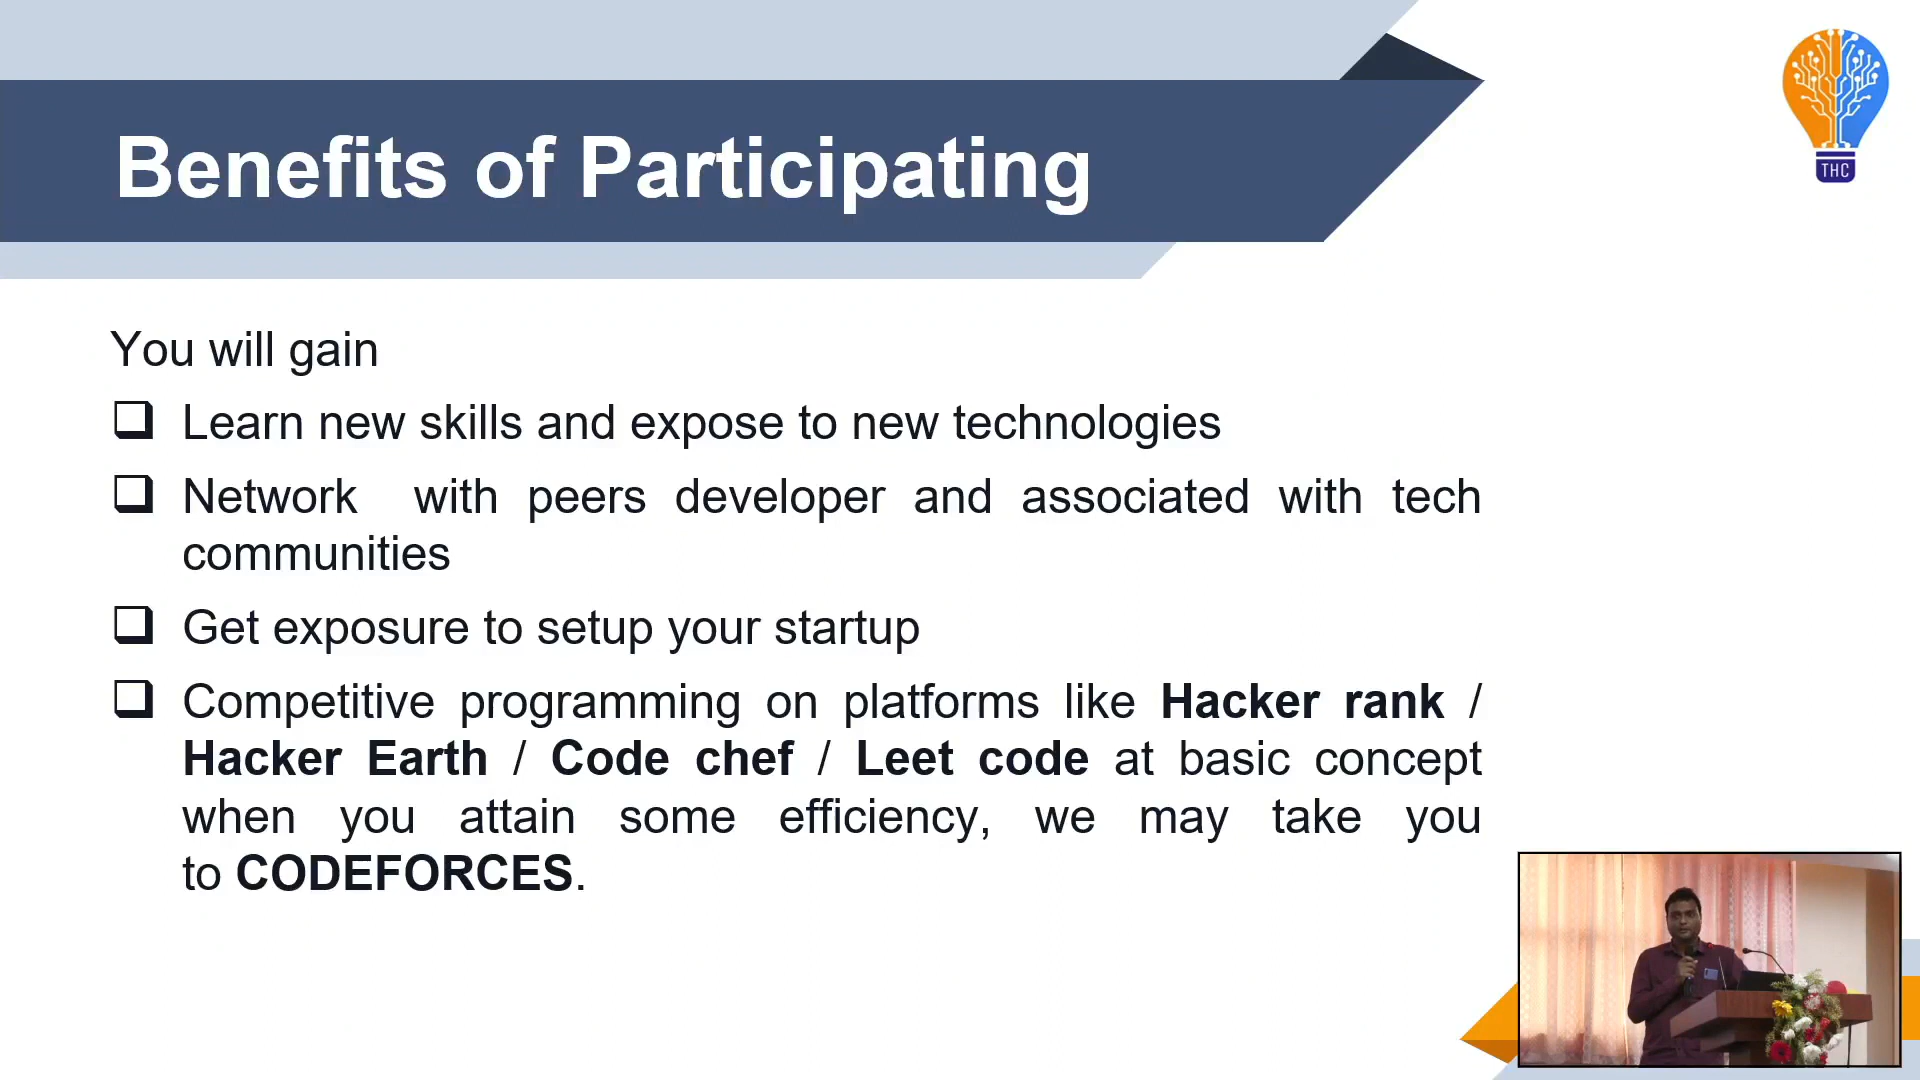 Benefits of Participating
THC
You will gain
Learn new skills and expose to new technologies
Network with peers developer and associated with tech
communities
Get exposure to setup your startup
Competitive programming on platforms like Hacker rank /
Hacker Earth / Code chef / Leet code at basic concept
when you attain some efficiency, we may take you
to CODEFORCES.